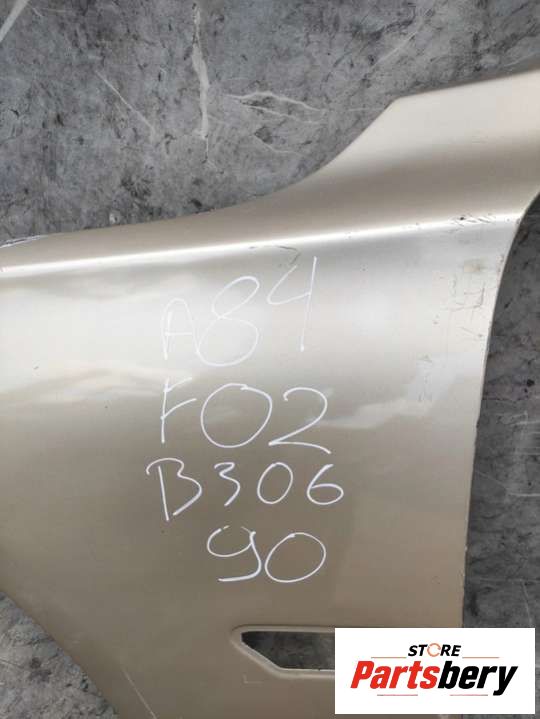 A84
F02
B306
90
STORE
Partsbery